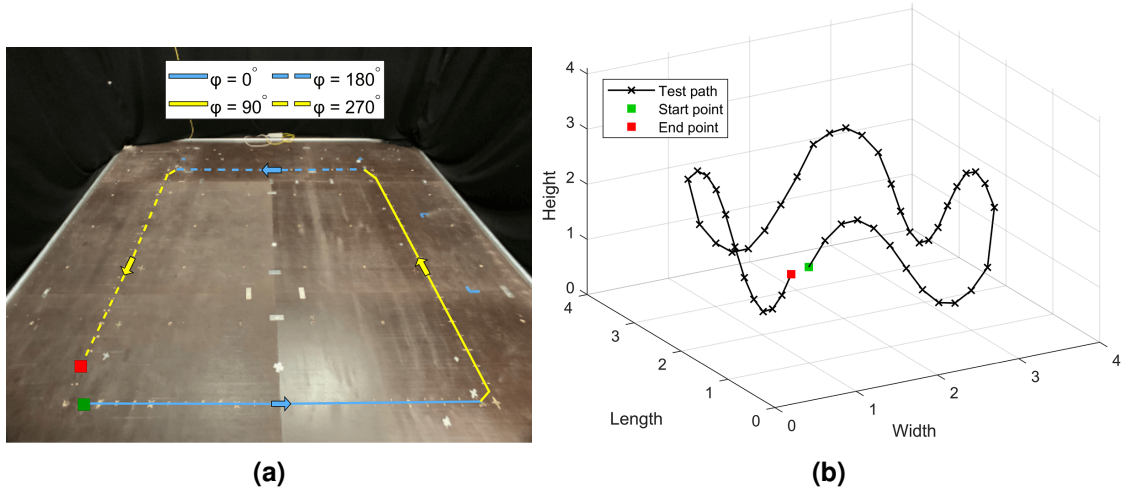 φ = 0° φ = 180°
φ = 90° φ = 270°
(a)
Test path
Start point
End point
Height
4
3
2
1
0
4
3
2
1
0
Length
0
1
2
3
4
Width
(b)